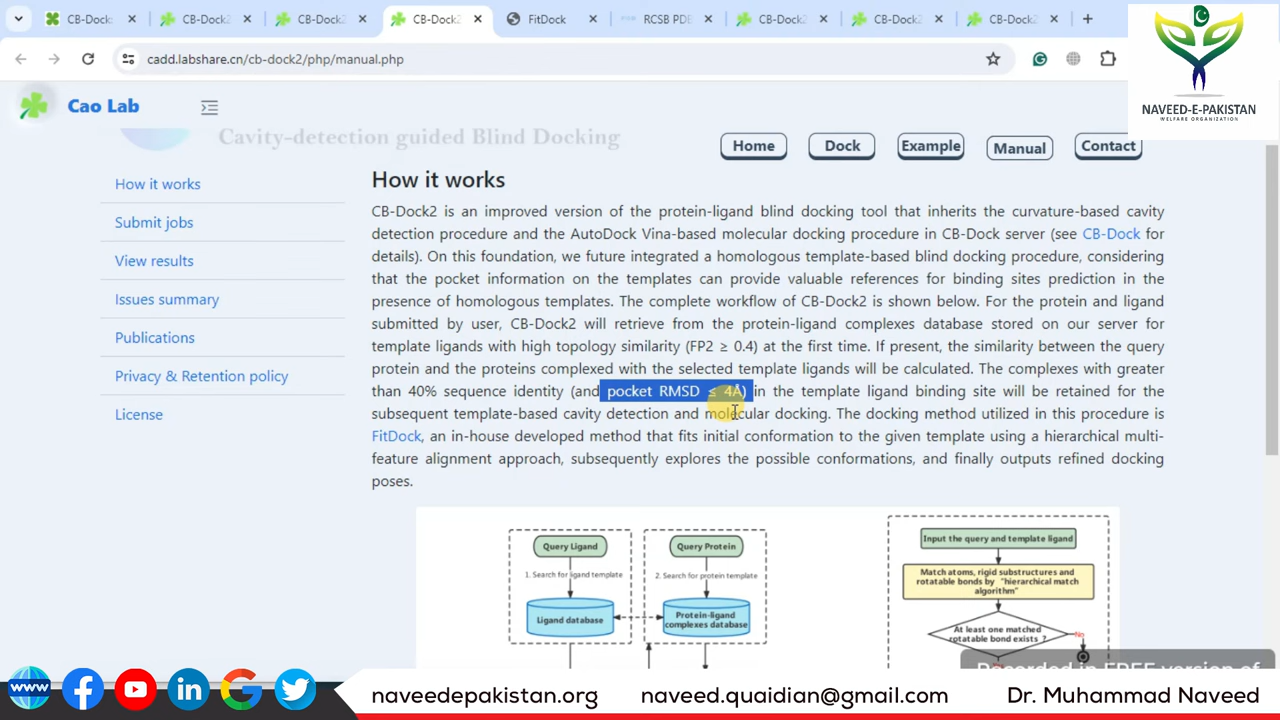 CB-Dock
CB-Dock2
CB-Dock2
CB-Dock2
FitDock
RCSB PDB
CB-Dock2
CB-Dock2
CB-Dock2
cadd.labshare.cn/cb-dock2/php/manual.php
NAVEED-E-PAKISTAN
WELFARE ORGANIZATION
Cao Lab
Cavity-detection guided Blind Docking
Home
Dock
Example
Manual
Contact
How it works
Submit jobs
View results
Issues summary
Publications
Privacy & Retention policy
License
How it works
CB-Dock2 is an improved version of the protein-ligand blind docking tool that inherits the curvature-based cavity
detection procedure and the AutoDock Vina-based molecular docking procedure in CB-Dock server (see CB-Dock for
details). On this foundation, we future integrated a homologous template-based blind docking procedure, considering
that the pocket information on the templates can provide valuable references for binding sites prediction in the
presence of homologous templates. The complete workflow of CB-Dock2 is shown below. For the protein and ligand
submitted by user, CB-Dock2 will retrieve from the protein-ligand complexes database stored on our server for
template ligands with high topology similarity (FP2 ≥ 0.4) at the first time. If present, the similarity between the query
protein and the proteins complexed with the selected template ligands will be calculated. The complexes with greater
than 40% sequence identity (and pocket RMSD ≤ 4Å) in the template ligand binding site will be retained for the
subsequent template-based cavity detection and molecular docking. The docking method utilized in this procedure is
FitDock, an in-house developed method that fits initial conformation to the given template using a hierarchical multi-
feature alignment approach, subsequently explores the possible conformations, and finally outputs refined docking
poses.
Query Ligand
Query Protein
1. Search for ligand template
2. Search for protein template
Ligand database
Protein-ligand
complexes database
Input the query and template ligand
Match atoms, rigid substructures and
rotatable bonds by "hierarchical match
algorithm"
At least one matched
rotatable bond exists ?
No
Recorded in FREE version of
www
naveedepakistan.org
naveed.quaidian@gmail.com
Dr. Muhammad Naveed